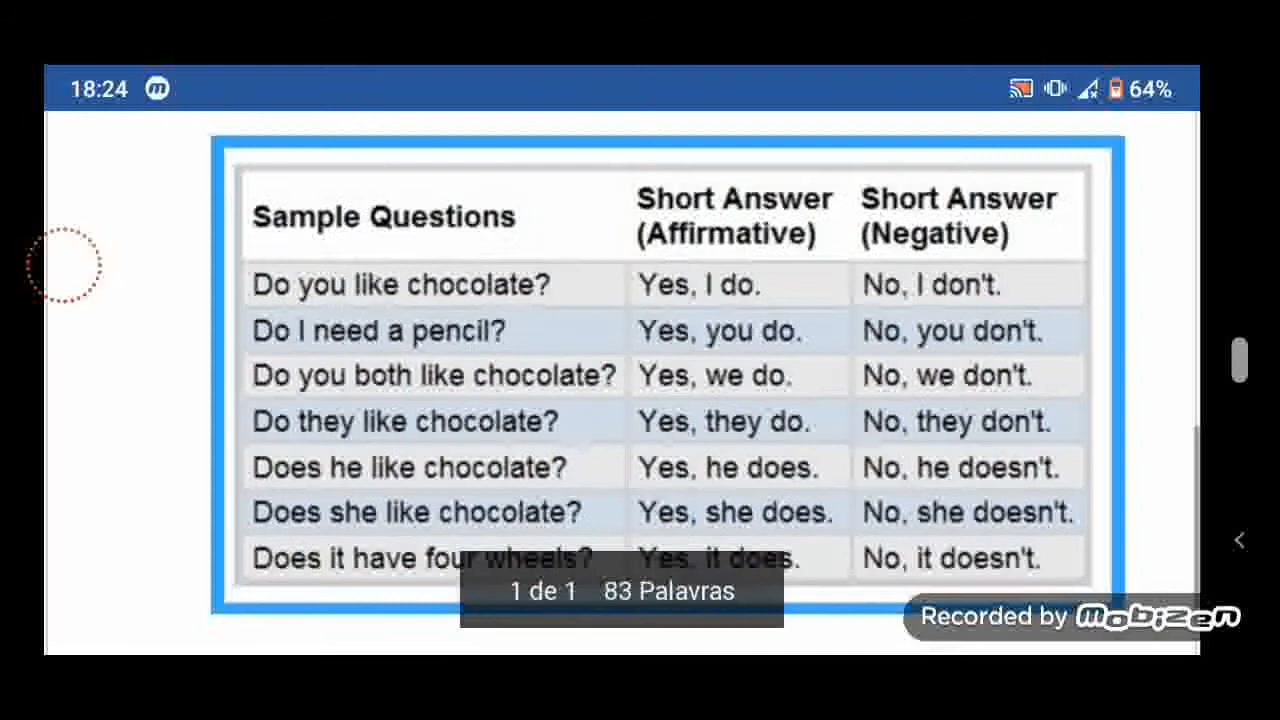 18:24 m 64%
Sample Questions Short Answer (Affirmative) Short Answer (Negative)
Do you like chocolate? Yes, I do. No, I don't.
Do I need a pencil? Yes, you do. No, you don't.
Do you both like chocolate? Yes, we do. No, we don't.
Do they like chocolate? Yes, they do. No, they don't.
Does he like chocolate? Yes, he does. No, he doesn't.
Does she like chocolate? Yes, she does. No, she doesn't.
Does it have four wheels? Yes, it does. No, it doesn't.
1 de 1 83 Palavras
Recorded by mobizen